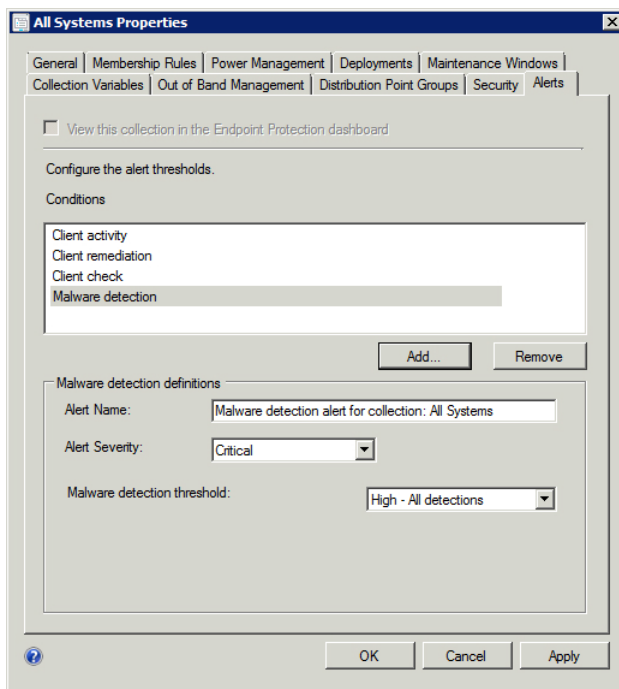 All Systems Properties
General Membership Rules Power Management Deployments Maintenance Windows
Collection Variables Out of Band Management Distribution Point Groups Security Alerts
View this collection in the Endpoint Protection dashboard
Configure the alert thresholds.
Conditions
Client activity
Client remediation
Client check
Malware detection
Add... Remove
Malware detection definitions
Alert Name: Malware detection alert for collection: All Systems
Alert Severity: Critical
Malware detection threshold: High - All detections
OK Cancel Apply